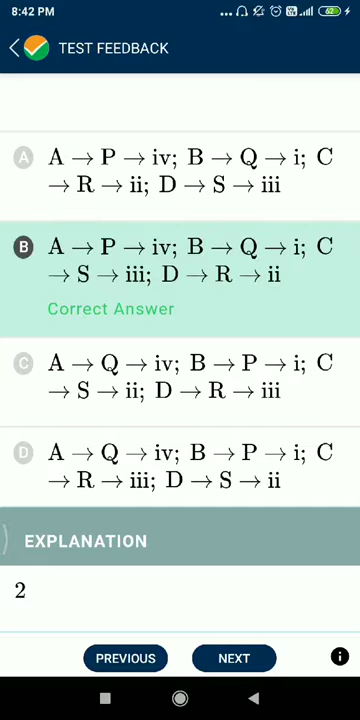 8:42 PM
... 62
TEST FEEDBACK
A A → P → iv; B → Q → i; C
→ R → ii; D → S → iii
B A → P → iv; B → Q → i; C
→ S → iii; D → R → ii
Correct Answer
C A → Q → iv; B → P → i; C
→ S → ii; D → R → iii
D A → Q → iv; B → P → i; C
→ R → iii; D → S → ii
EXPLANATION
2
PREVIOUS NEXT